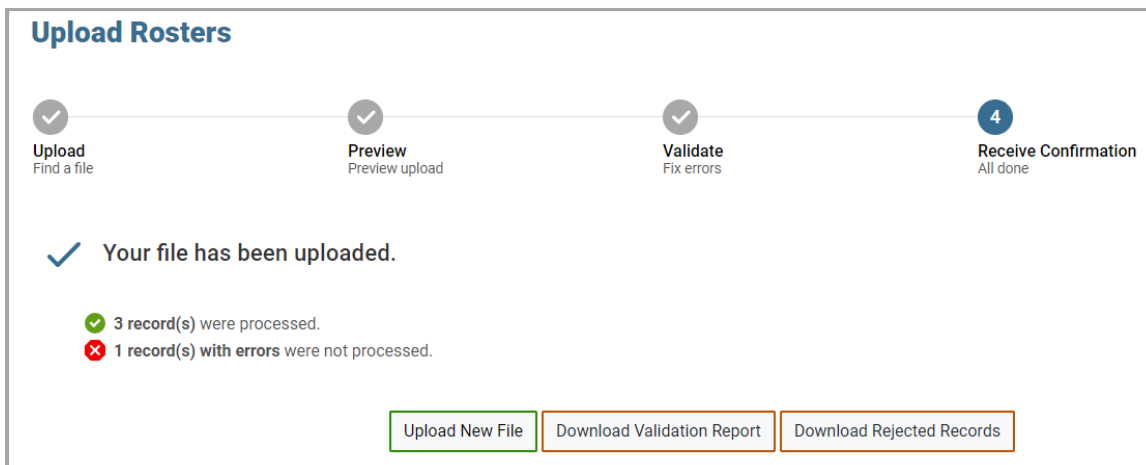 Upload Rosters
4
Upload
Find a file
Preview
Preview upload
Validate
Fix errors
Receive Confirmation
All done
Your file has been uploaded.
3 record(s) were processed.
1 record(s) with errors were not processed.
Upload New File
Download Validation Report
Download Rejected Records